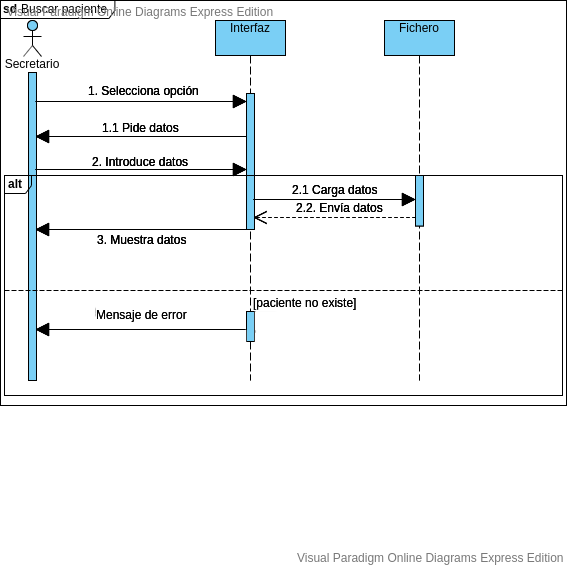 Visual Paradigm Online Diagrams Express Edition
sd Buscar paciente
Interfaz
Fichero
Secretario
1. Selecciona opción
1.1 Pide datos
2. Introduce datos
alt
2.1 Carga datos
2.2. Envía datos
3. Muestra datos
[paciente no existe]
Mensaje de error
Visual Paradigm Online Diagrams Express Edition